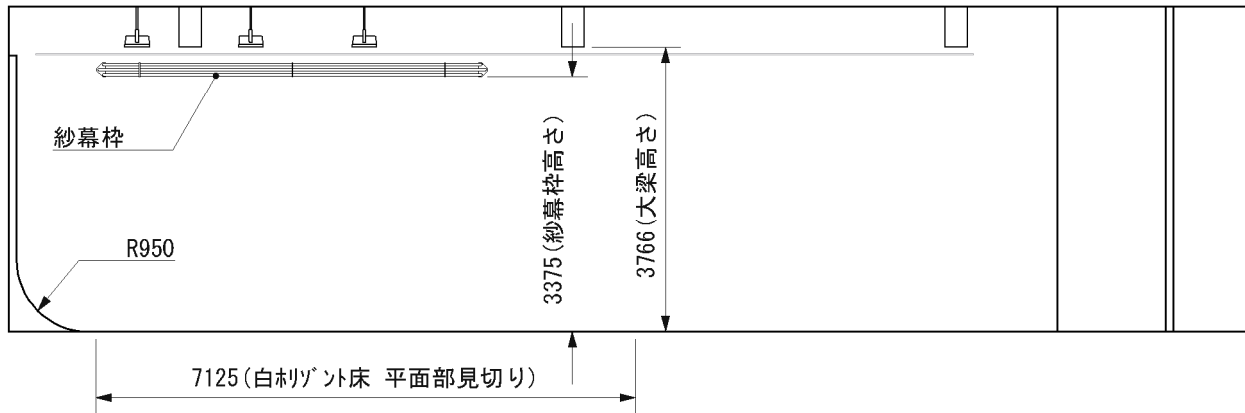 紗幕枠
R950
3375(紗幕枠高さ)
3766(大梁高さ)
7125(白ﾎﾘｿﾞﾝﾄ床 平面部見切り)